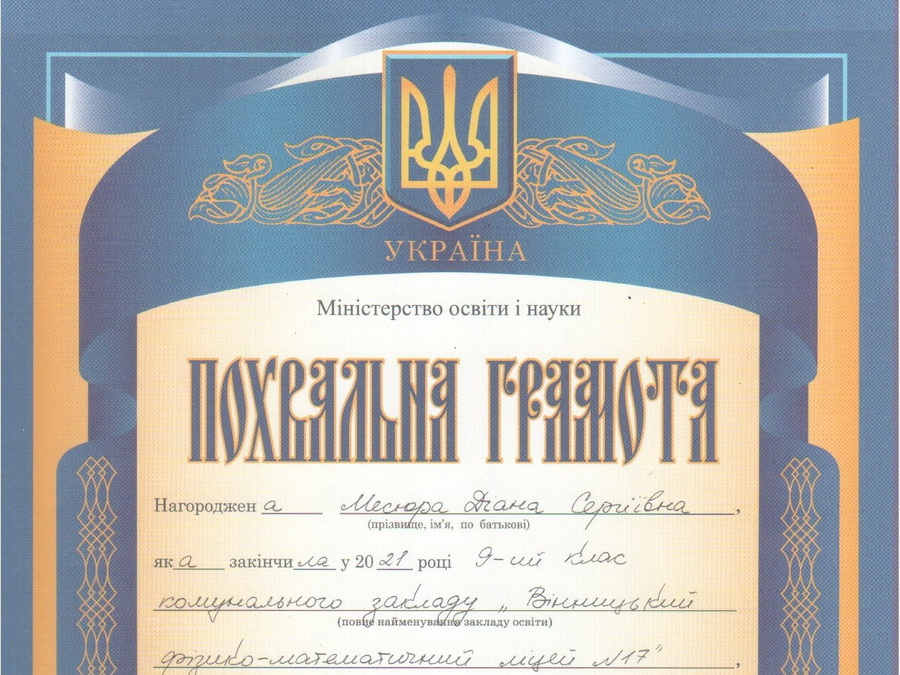 УКРАЇНА
Міністерство освіти і науки
ПОХВАЛЬНА ГРАМОТА
Нагороджен а Месюра Діана Сергіївна,
(прізвище, ім’я, по батькові)
як а закінчи ла у 20 21 році 9-ий клас
комунального закладу „Вінницький
(повне найменування закладу освіти)
фізико-математичний ліцей №17”,